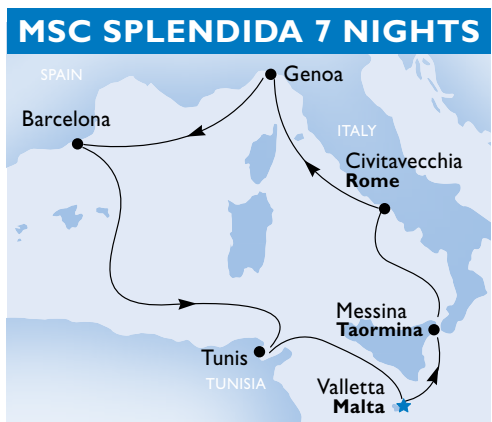 MSC SPLENDIDA 7 NIGHTS
SPAIN
Genoa
Barcelona
ITALY
Civitavecchia
Rome
Messina
Taormina
Tunis
TUNISIA
Valletta
Malta